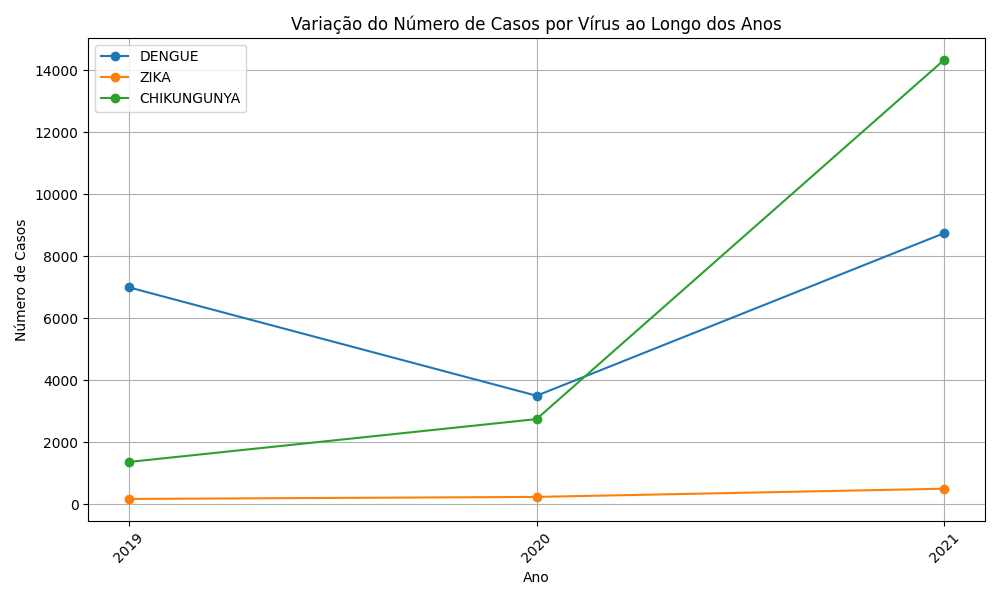 Variação do Número de Casos por Vírus ao Longo dos Anos
DENGUE
ZIKA
CHIKUNGUNYA
14000
12000
10000
8000
6000
4000
2000
0
Número de Casos
2019
2020
2021
Ano